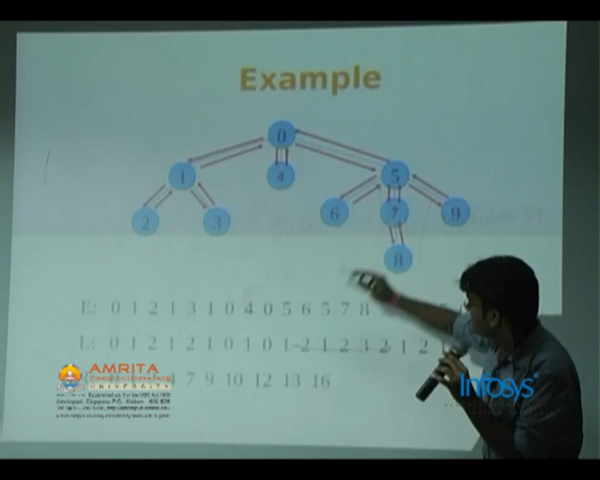 Example
0
1
4
5
2
3
6
7
9
8
E: 0 1 2 1 3 1 0 4 0 5 6 5 7 8
L: 0 1 2 1 2 1 0 1 0 1 2 1 2 3 2 1 2
AMRITA
UNIVERSITY
7 9 10 12 13 16
Infosys